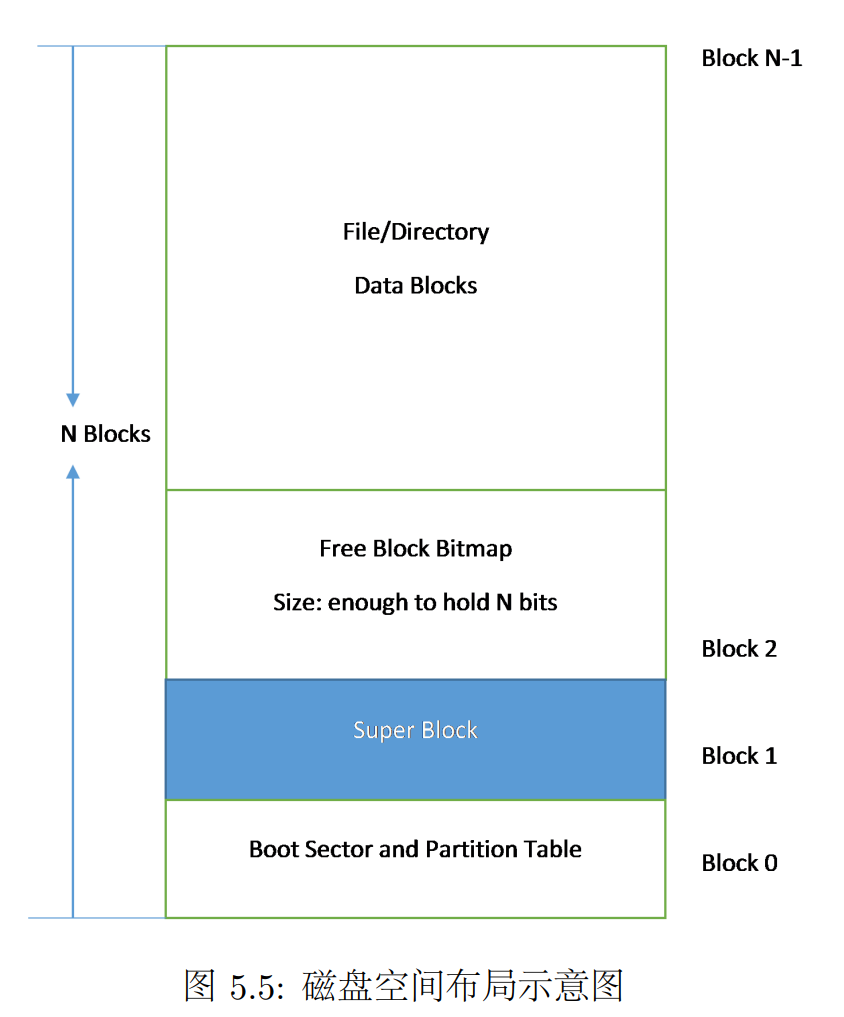 Block N-1
File/Directory
Data Blocks
N Blocks
Free Block Bitmap
Size: enough to hold N bits
Block 2
Super Block
Block 1
Boot Sector and Partition Table
Block 0
图 5.5: 磁盘空间布局示意图